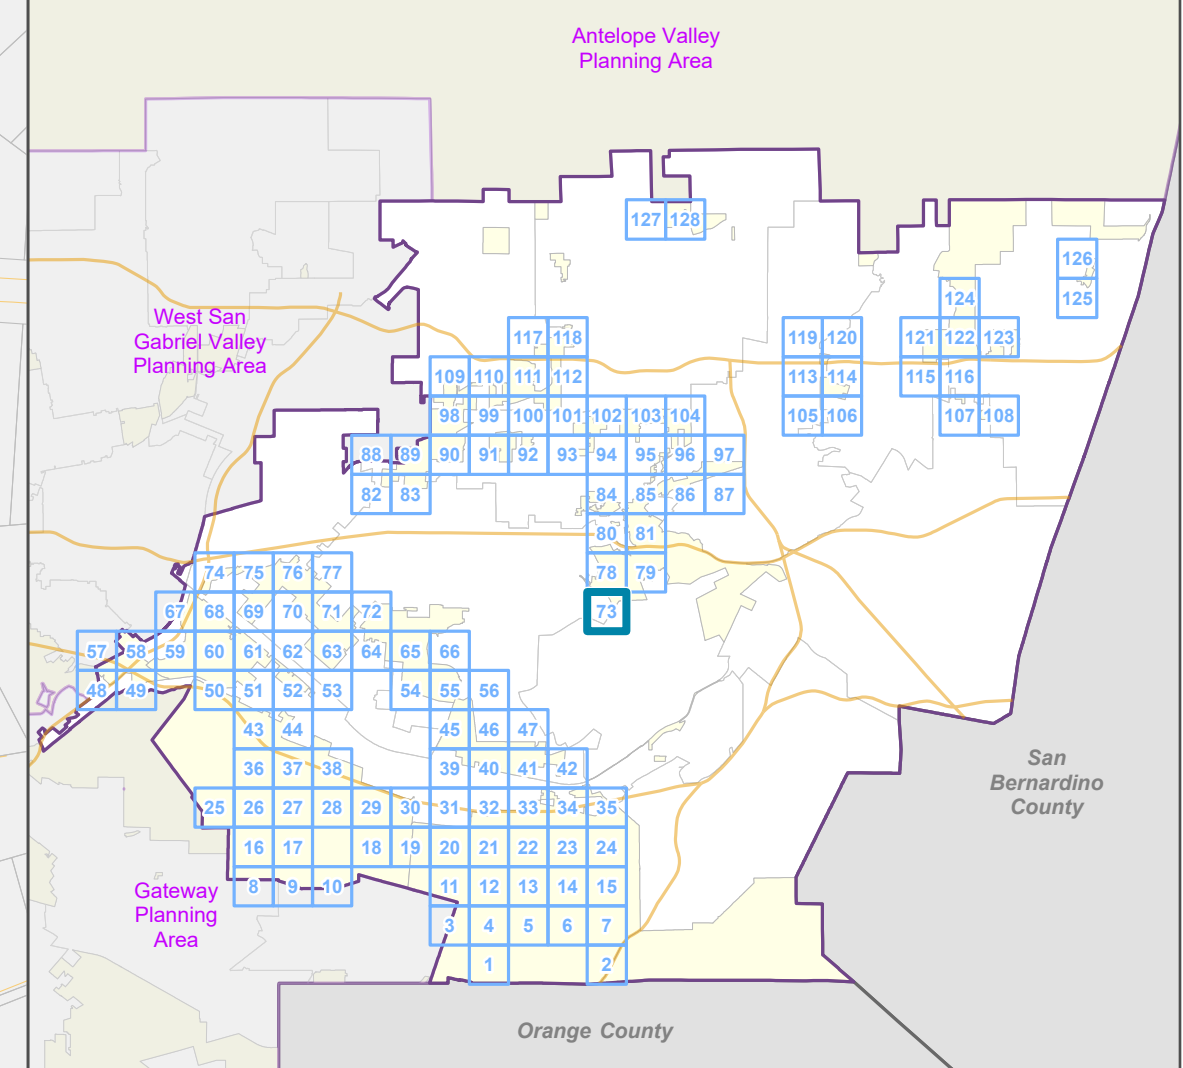 Antelope Valley
Planning Area
127 128
126
125
124
West San
Gabriel Valley
Planning Area
117 118
119 120
121 122 123
109 110 111 112
113 114
115 116
98 99 100 101 102 103 104
105 106
107 108
88 89 90 91 92 93 94 95 96 97
82 83
84 85 86 87
80 81
74 75 76 77
78 79
67 68 69 70 71 72
73
57 58 59 60 61 62 63 64 65 66
48 49 50 51 52 53 54 55 56
43 44
45 46 47
36 37 38
39 40 41 42
San
Bernardino
County
25 26 27 28 29 30 31 32 33 34 35
16 17 18 19 20 21 22 23 24
8 9 10
11 12 13 14 15
Gateway
Planning
Area
3 4 5 6 7
1 2
Orange County